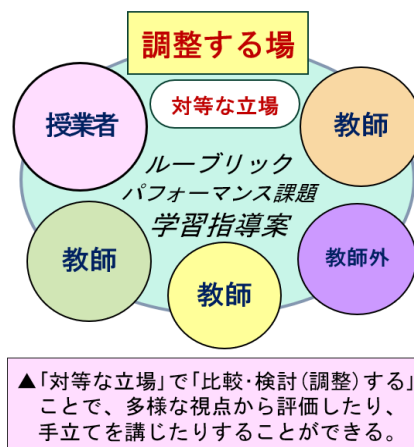 調整する場
対等な立場
授業者
教師
ルーブリック
パフォーマンス課題
学習指導案
教師
教師
教師外
▲「対等な立場」で「比較・検討(調整)する」
ことで、多様な視点から評価したり、
手立てを講じたりすることができる。